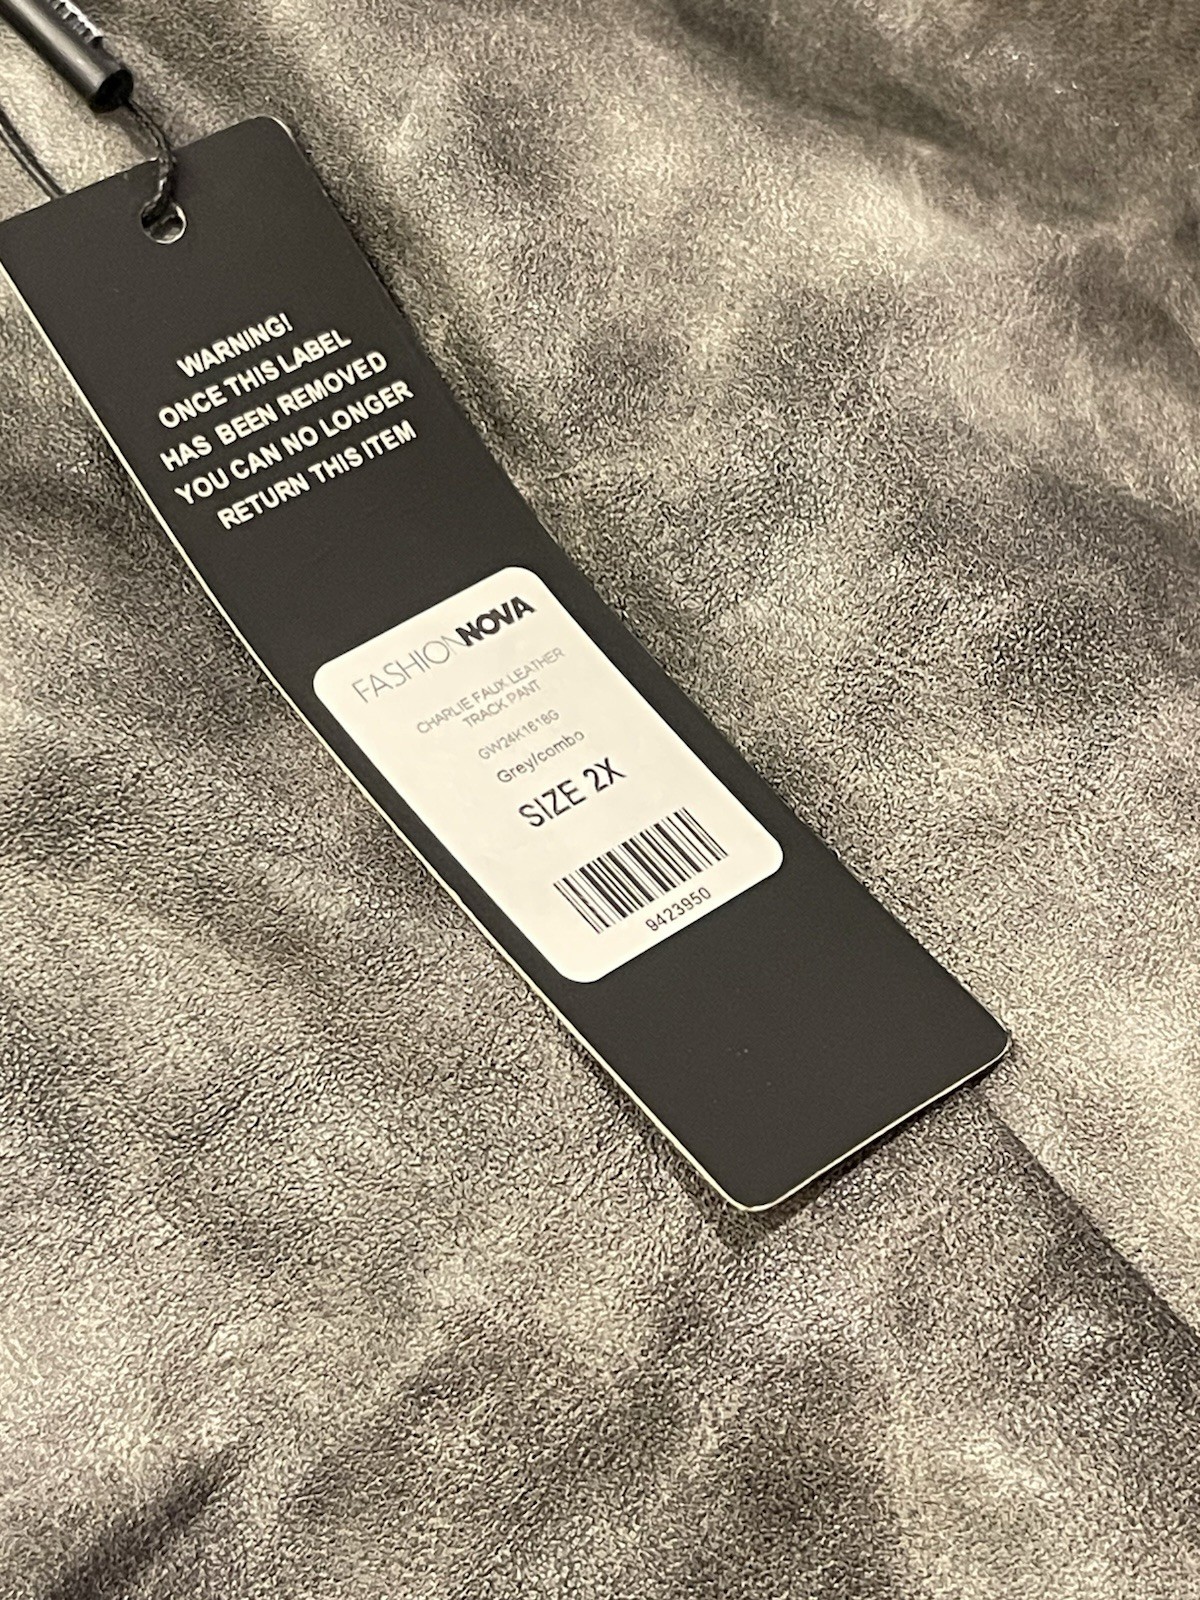 WARNING!
ONCE THIS LABEL
HAS BEEN REMOVED
YOU CAN NO LONGER
RETURN THIS ITEM
FASHIONNOVA
CHARLIE FAUX LEATHER
TRACK PANT
GW24K1618G
Grey/combo
SIZE 2X
9423950